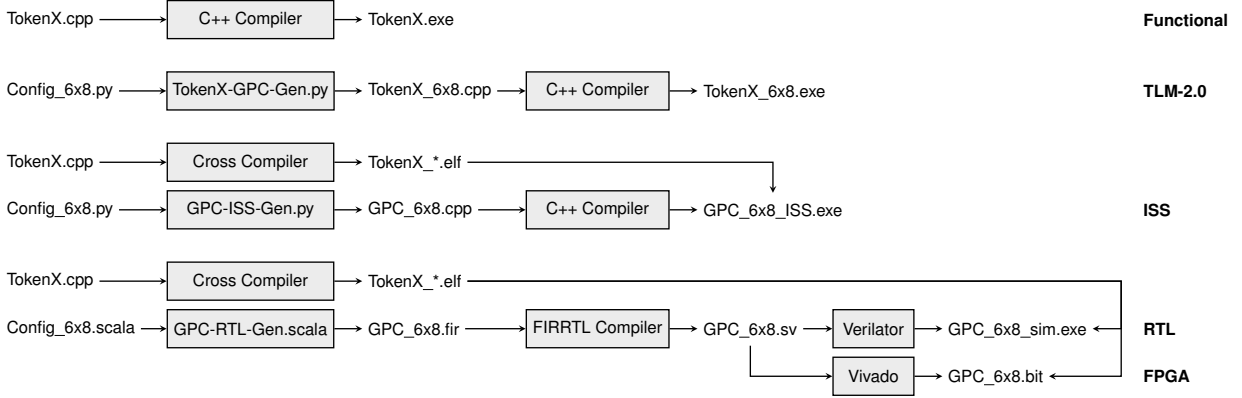 TokenX.cpp C++ Compiler TokenX.exe Functional
Config_6x8.py TokenX-GPC-Gen.py TokenX_6x8.cpp C++ Compiler TokenX_6x8.exe TLM-2.0
TokenX.cpp Cross Compiler TokenX_*.elf
Config_6x8.py GPC-ISS-Gen.py GPC_6x8.cpp C++ Compiler GPC_6x8_ISS.exe ISS
TokenX.cpp Cross Compiler TokenX_*.elf
Config_6x8.scala GPC-RTL-Gen.scala GPC_6x8.fir FIRRTL Compiler GPC_6x8.sv Verilator GPC_6x8_sim.exe RTL
Vivado GPC_6x8.bit FPGA